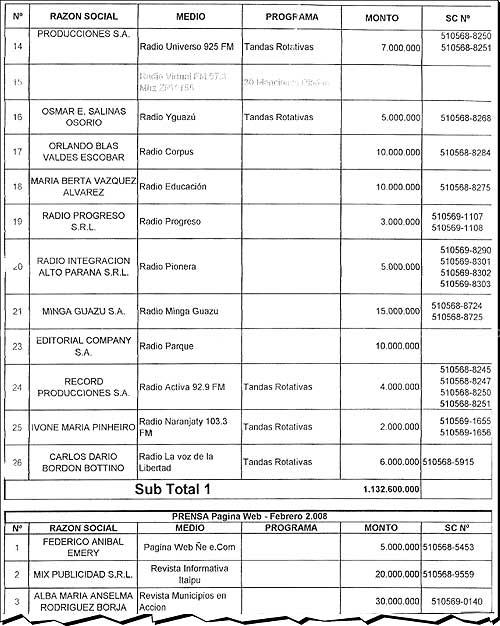 Nº RAZON SOCIAL MEDIO PROGRAMA MONTO SC Nº
14 PRODUCCIONES S.A. Radio Universo 925 FM Tandas Rotativas 7.000.000 510568-8250
510568-8251
15 Radio Virtual FM
Mhz 20
16 OSMAR E. SALINAS
OSORIO Radio Yguazú Tandas Rotativas 5.000.000 510568-8268
17 ORLANDO BLAS
VALDES ESCOBAR Radio Corpus 10.000.000 510568-8284
18 MARIA BERTA VAZQUEZ
ALVAREZ Radio Educación 10.000.000 510568-8275
19 RADIO PROGRESO
S.R.L. Radio Progreso 3.000.000 510569-1107
510569-1108
20 RADIO INTEGRACION
ALTO PARANA S.R.L. Radio Pionera 5.000.000 510569-8290
510569-8301
510569-8302
510569-8303
21 MINGA GUAZU S.A. Radio Minga Guazu 15.000.000 510568-8724
510568-8725
23 EDITORIAL COMPANY
S.A. Radio Parque 10.000.000
24 RECORD
PRODUCCIONES S.A. Radio Activa 92.9 FM Tandas Rotativas 4.000.000 510568-8245
510568-8247
510568-8250
510568-8251
25 IVONE MARIA PINHEIRO Radio Naranjaty 103.3
FM Tandas Rotativas 2.000.000 510569-1655
510569-1656
26 CARLOS DARIO
BORDON BOTTINO Radio La voz de la
Libertad Tandas Rotativas 6.000.000 510568-5915
Sub Total 1 1.132.600.000
PRENSA Pagina Web - Febrero 2.008
Nº RAZON SOCIAL MEDIO PROGRAMA MONTO SC Nº
1 FEDERICO ANIBAL
EMERY Pagina Web Ñe e.Com 5.000.000 510568-5453
2 MIX PUBLICIDAD S.R.L. Revista Informativa
Itaipu 20.000.000 510568-9559
3 ALBA MARIA ANSELMA
RODRIGUEZ BORJA Revista Municipios en
Accion 30.000.000 510569-0140